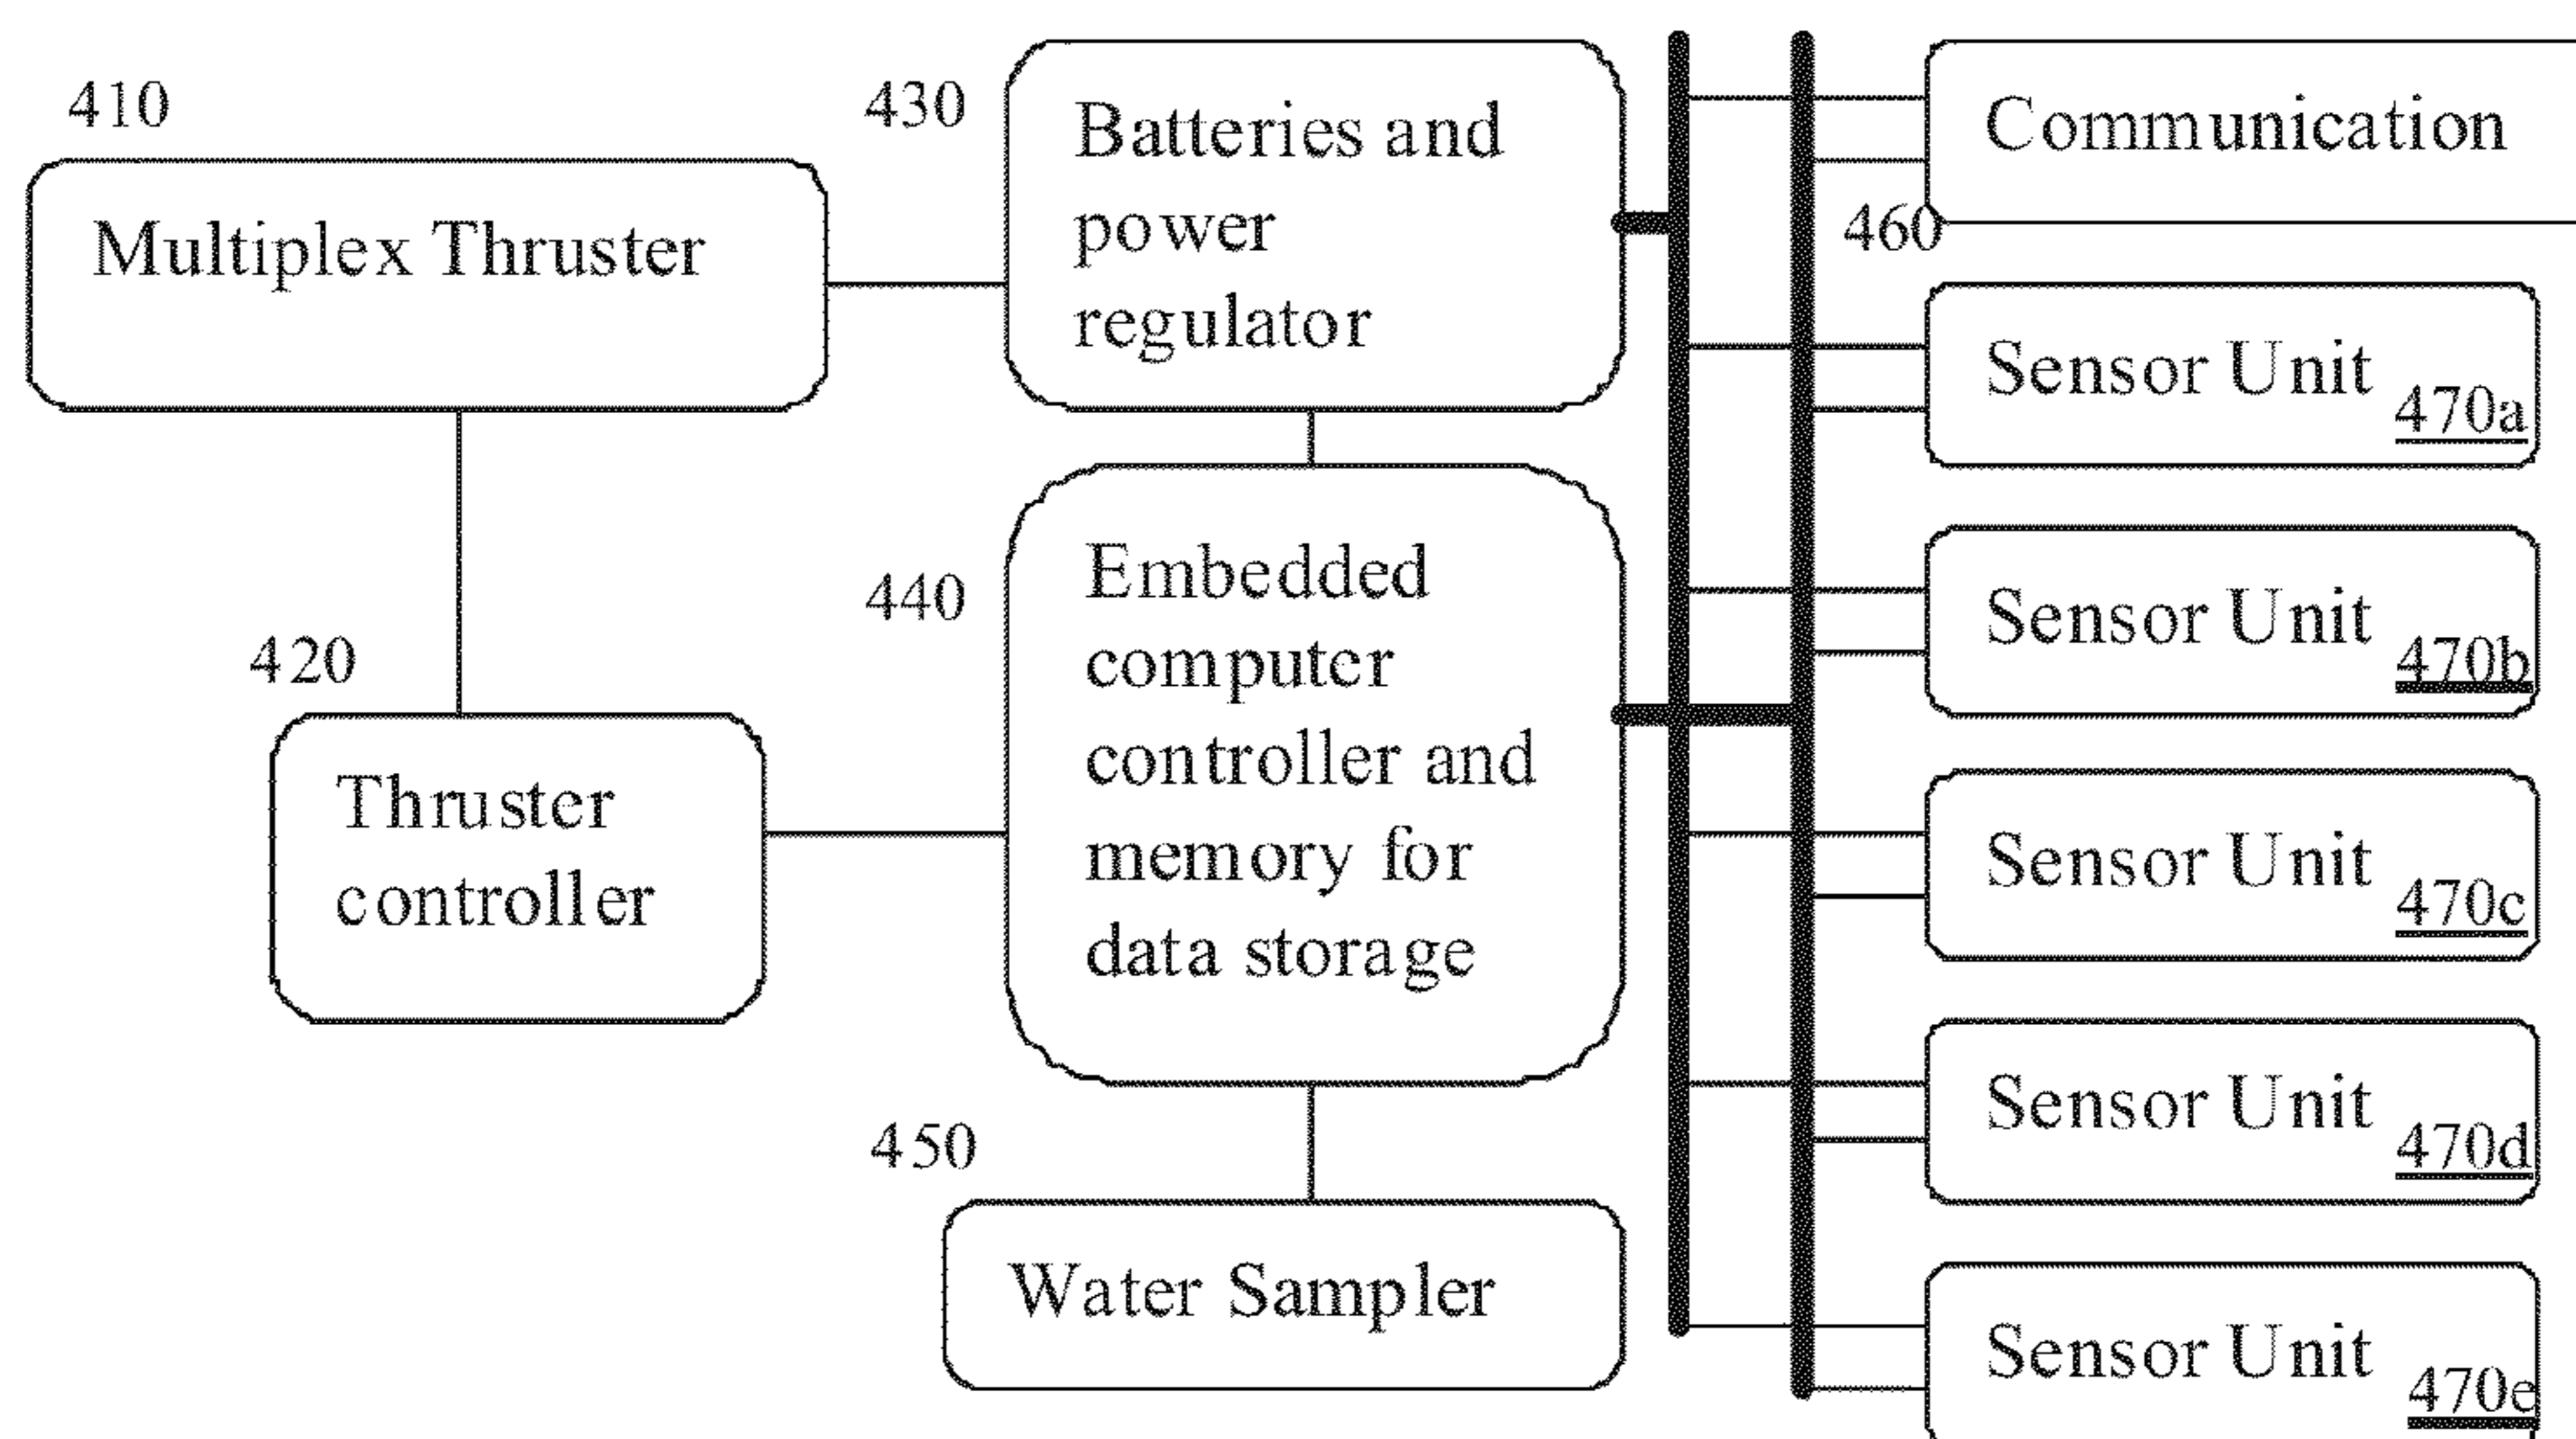 410
Multiplex Thruster
420
Thruster
controller
430
Batteries and
power
regulator
440
Embedded
computer
controller and
memory for
data storage
450
Water Sampler
Communication
460
Sensor Unit
470a
Sensor Unit
470b
Sensor Unit
470c
Sensor Unit
470d
Sensor Unit
470e